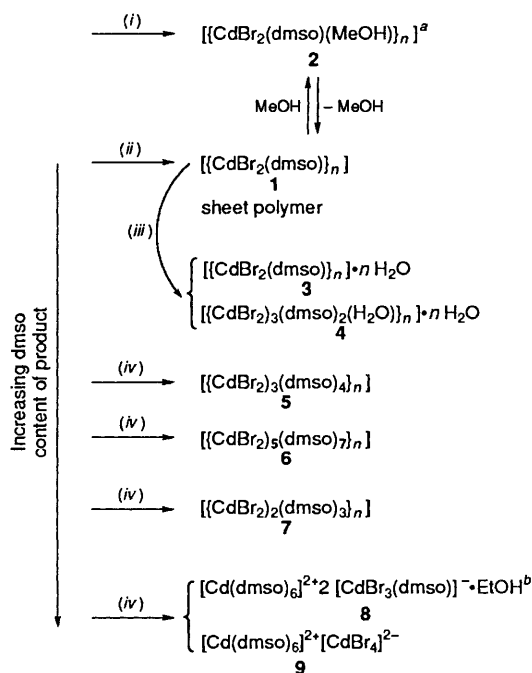 (i) [{CdBr₂(dmso)(MeOH)}ₙ]ᵃ
2
MeOH – MeOH
(ii) [{CdBr₂(dmso)}ₙ]
1
sheet polymer
(iii)
[{CdBr₂(dmso)}ₙ]•n H₂O
3
[{CdBr₂)₃(dmso)₂(H₂O)}ₙ]•n H₂O
4
Increasing dmso
content of product
(iv) [{CdBr₂)₃(dmso)₄}ₙ]
5
(iv) [{CdBr₂)₅(dmso)₇}ₙ]
6
(iv) [{CdBr₂)₂(dmso)₃}ₙ]
7
(iv) [Cd(dmso)₆]²⁺2 [CdBr₃(dmso)]⁻•EtOHᵇ
8
[Cd(dmso)₆]²⁺[CdBr₄]²⁻
9